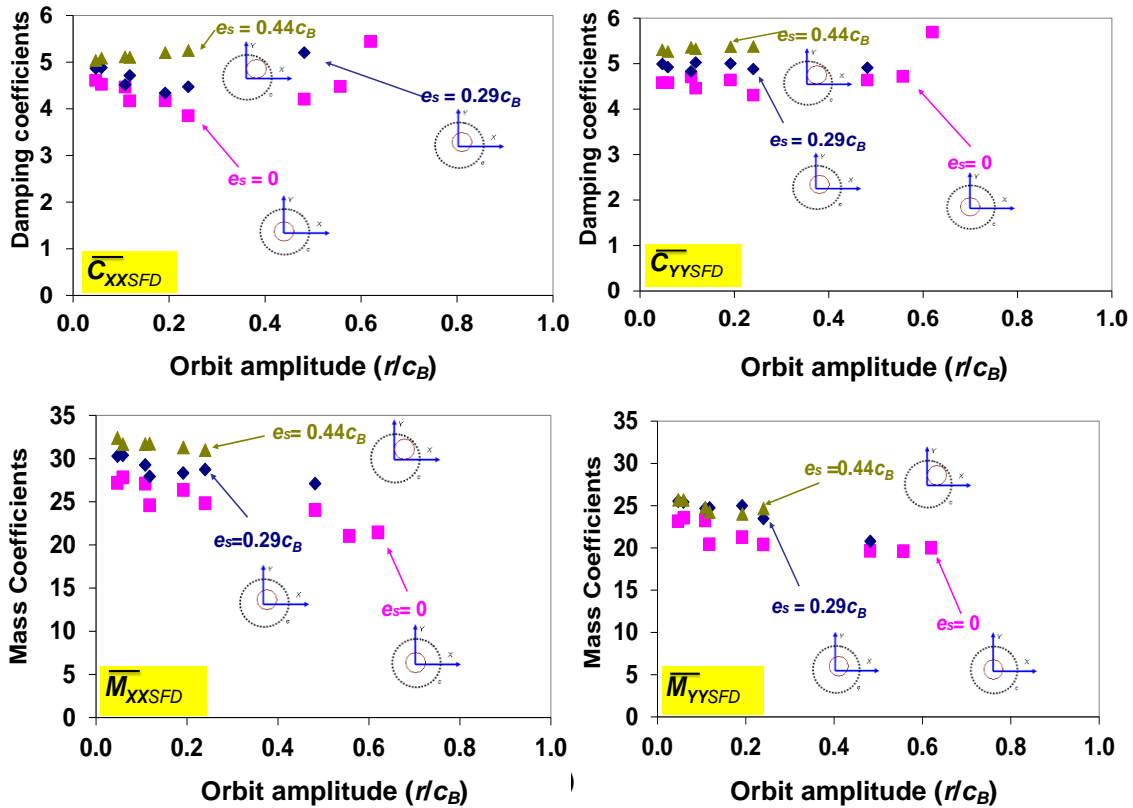 Damping coefficients
6
5
4
3
2
1
0
0.0 0.2 0.4 0.6 0.8 1.0
Orbit amplitude (r/cB)
es = 0.44cB
es = 0.29cB
es = 0
Y
X
Y
X
Y
X
CXXSFD
Damping coefficients
6
5
4
3
2
1
0
0.0 0.2 0.4 0.6 0.8 1.0
Orbit amplitude (r/cB)
es = 0.44cB
es = 0.29cB
es = 0
Y
X
Y
X
Y
X
CYYSFD
Mass Coefficients
35
30
25
20
15
10
5
0
0.0 0.2 0.4 0.6 0.8 1.0
Orbit amplitude (r/cB)
es= 0.44cB
es=0.29cB
es= 0
Y
X
Y
X
Y
X
MXXSFD
Mass Coefficients
35
30
25
20
15
10
5
0
0.0 0.2 0.4 0.6 0.8 1.0
Orbit amplitude (r/cB)
es= 0.44cB
es = 0.29cB
es= 0
Y
X
Y
X
Y
X
MYYSFD
)